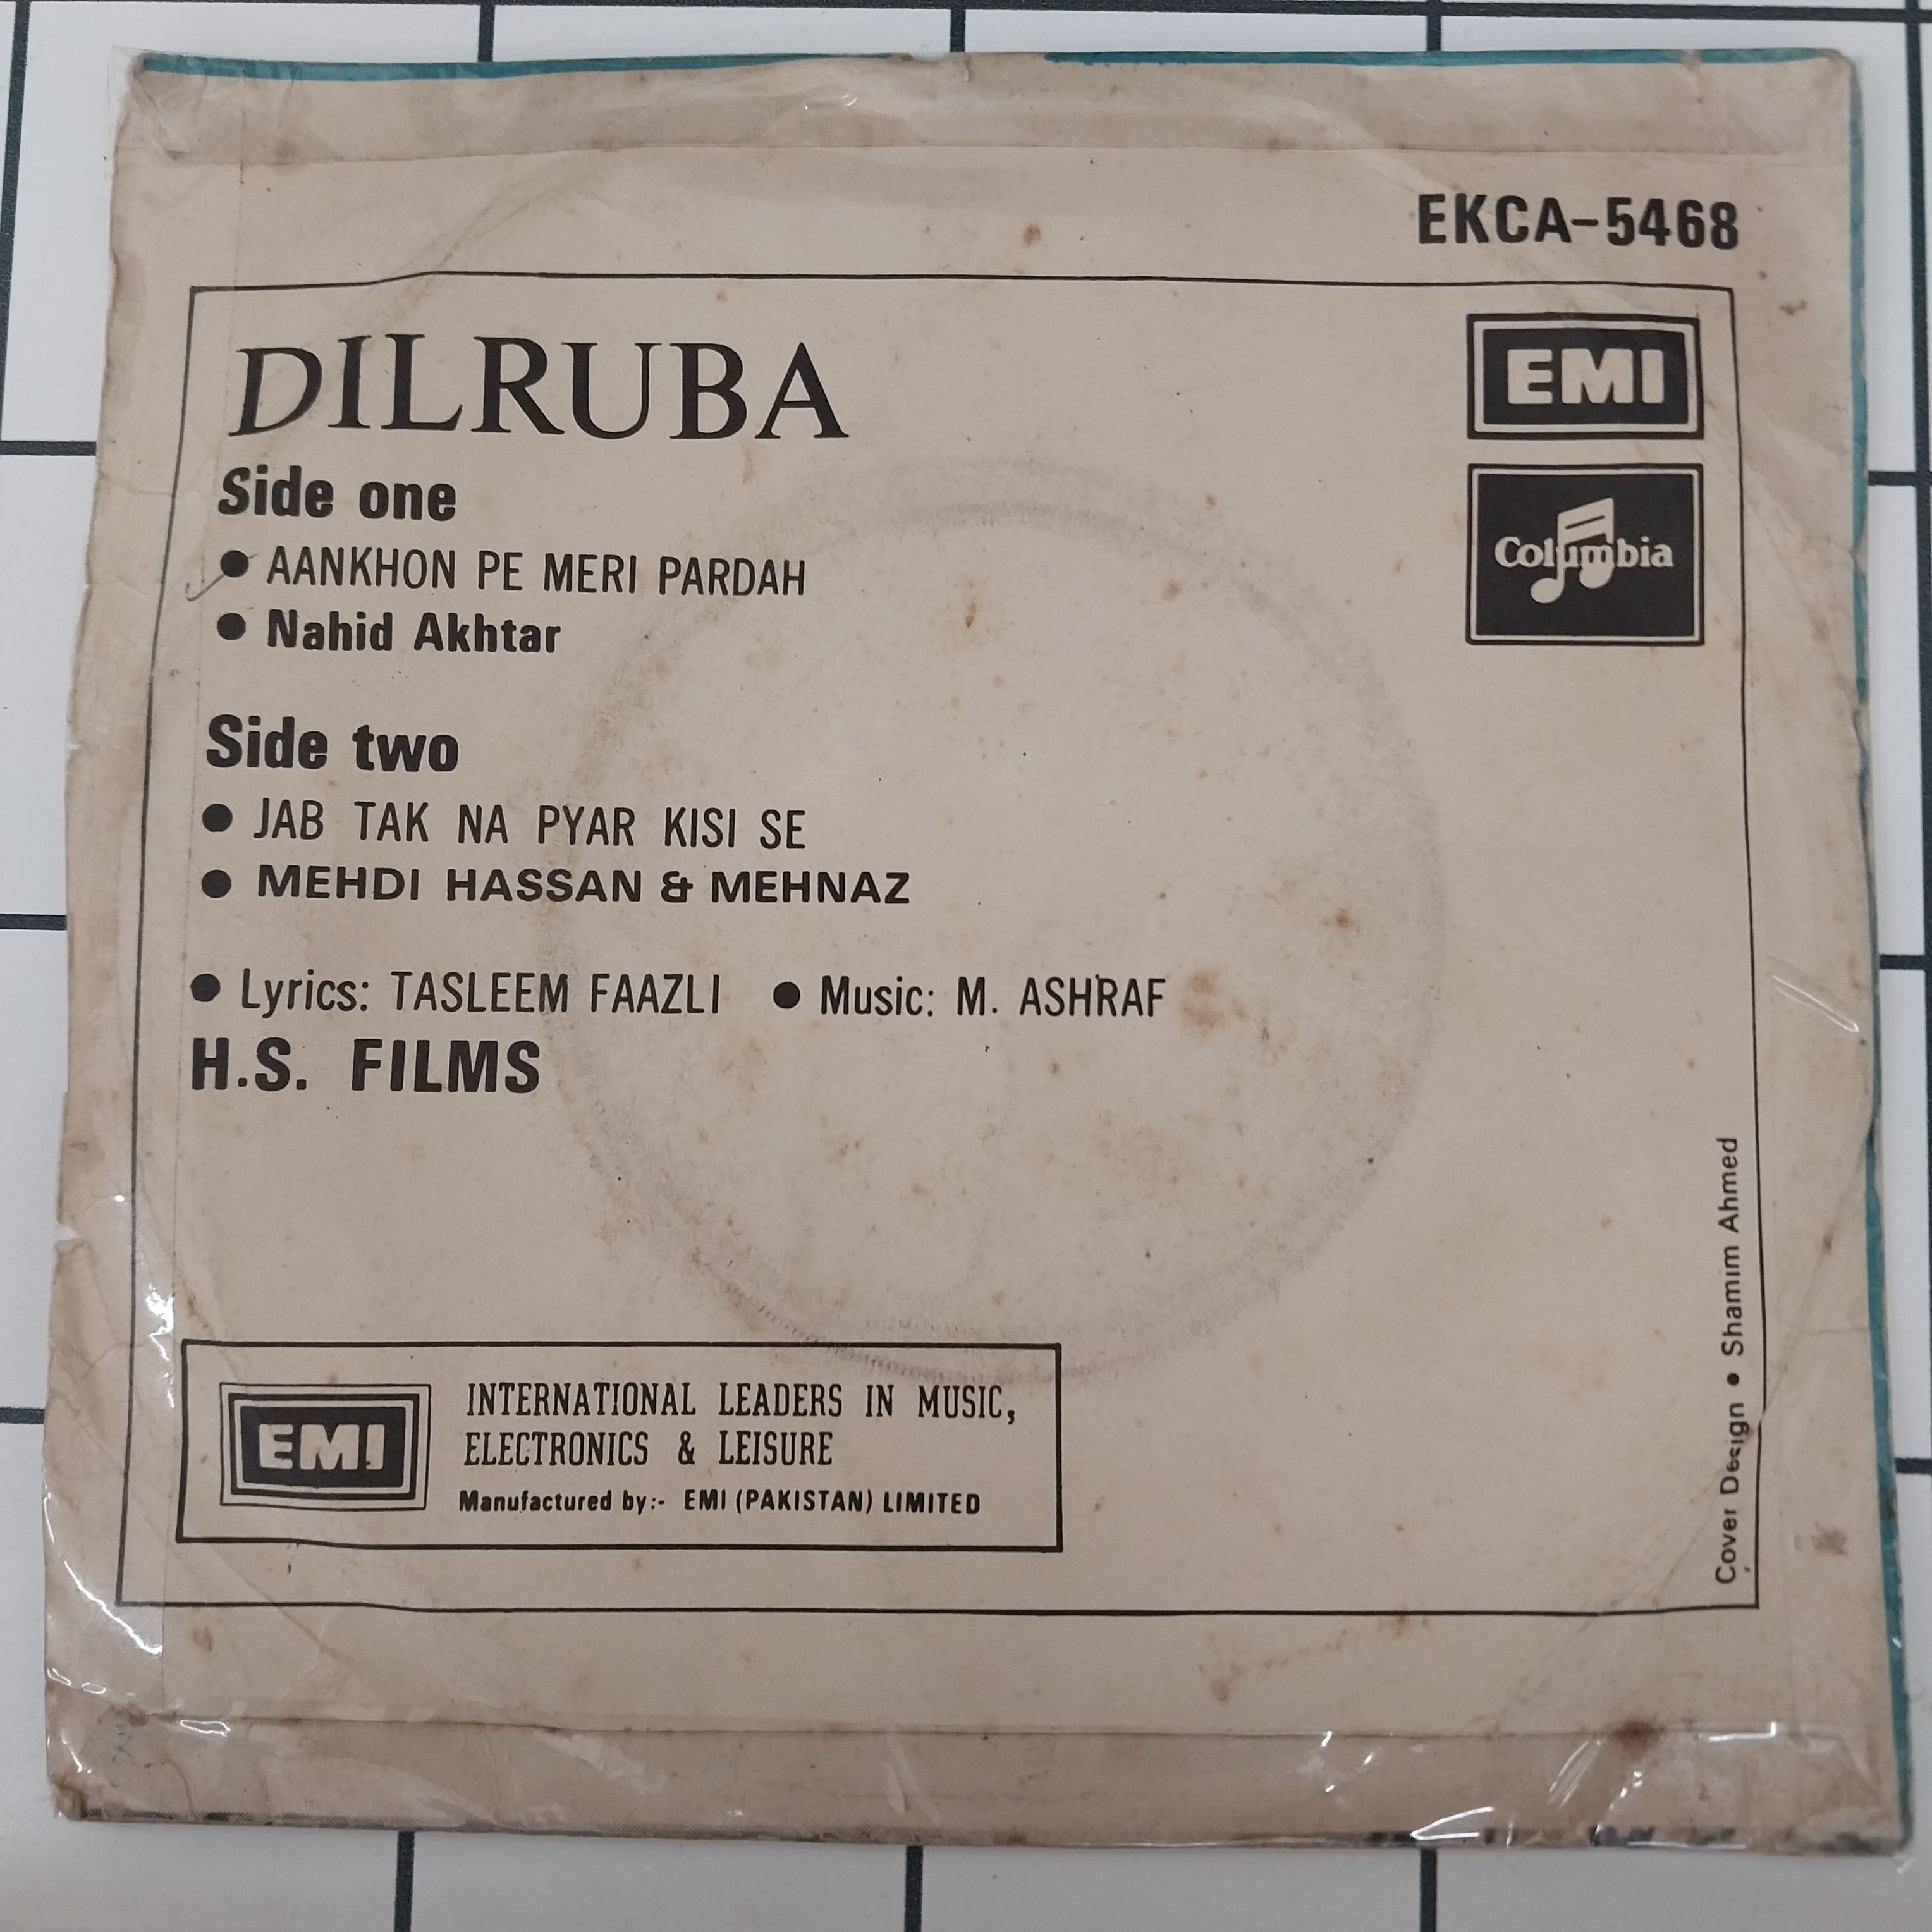 EKCA-5468
DILRUBA
EMI
Columbia
Side one
● AANKHON PE MERI PARDAH
● Nahid Akhtar
Side two
● JAB TAK NA PYAR KISI SE
● MEHDI HASSAN & MEHNAZ
● Lyrics: TASLEEM FAAZLI ● Music: M. ASHRAF
H.S. FILMS
EMI
INTERNATIONAL LEADERS IN MUSIC,
ELECTRONICS & LEISURE
Manufactured by:- EMI (PAKISTAN) LIMITED
Cover Design ● Shamim Ahmed